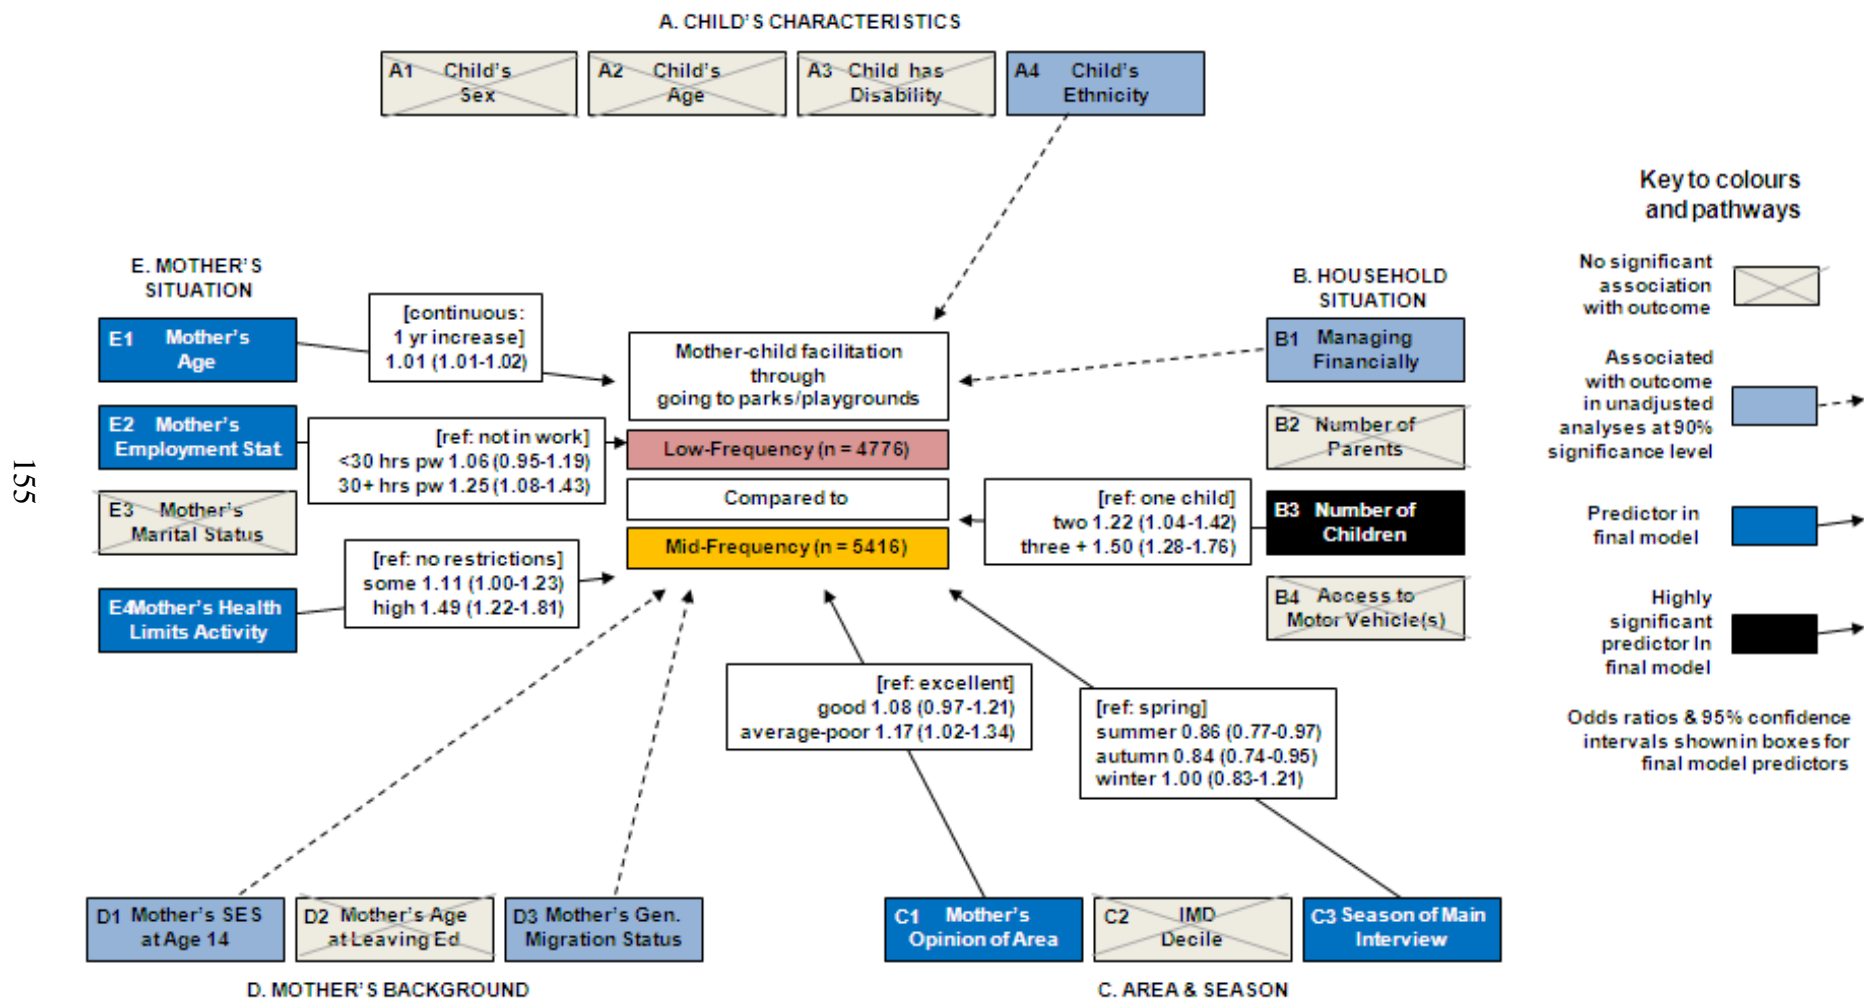 A. CHILD'S CHARACTERISTICS
A1 Child's
Sex
A2 Child's
Age
A3 Child has
Disability
A4 Child's
Ethnicity
Key to colours
and pathways
No significant
association
with outcome
Associated
with outcome
in unadjusted
analyses at 90%
significance level
Predictor in
final model
Highly
significant
predictor In
final model
Odds ratios & 95% confidence
intervals shown in boxes for
final model predictors
E. MOTHER'S
SITUATION
E1 Mother's
Age
[continuous:
1 yr increase]
1.01 (1.01-1.02)
E2 Mother's
Employment Stat.
[ref: not in work]
<30 hrs pw 1.06 (0.95-1.19)
30+ hrs pw 1.25 (1.08-1.43)
E3 Mother's
Marital Status
E4 Mother's Health
Limits Activity
[ref: no restrictions]
some 1.11 (1.00-1.23)
high 1.49 (1.22-1.81)
Mother-child facilitation
through
going to parks/playgrounds
Low-Frequency (n = 4776)
Compared to
Mid-Frequency (n = 5416)
B. HOUSEHOLD
SITUATION
B1 Managing
Financially
B2 Number of
Parents
B3 Number of
Children
[ref: one child]
two 1.22 (1.04-1.42)
three + 1.50 (1.28-1.76)
B4 Access to
Motor Vehicle(s)
[ref: excellent]
good 1.08 (0.97-1.21)
average-poor 1.17 (1.02-1.34)
[ref: spring]
summer 0.86 (0.77-0.97)
autumn 0.84 (0.74-0.95)
winter 1.00 (0.83-1.21)
D1 Mother's SES
at Age 14
D2 Mother's Age
at Leaving Ed
D3 Mother's Gen.
Migration Status
D. MOTHER'S BACKGROUND
C1 Mother's
Opinion of Area
C2 IMD
Decile
C3 Season of Main
Interview
C. AREA & SEASON
155